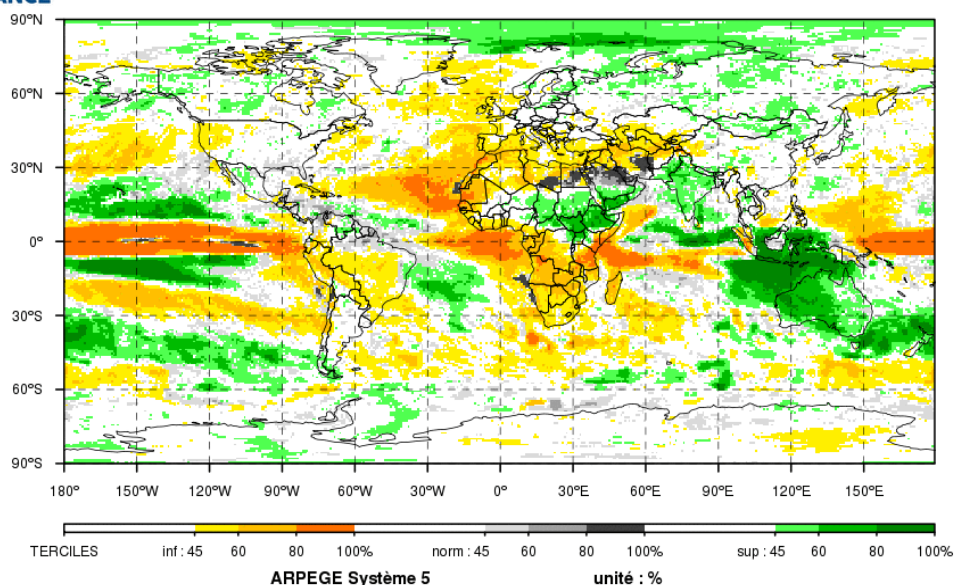 ANCE
90°N
60°N
30°N
0°
30°S
60°S
90°S
180° 150°W 120°W 90°W 60°W 30°W 0° 30°E 60°E 90°E 120°E 150°E
TERCILES inf : 45 60 80 100% norm : 45 60 80 100% sup : 45 60 80 100%
ARPEGE Système 5 unité : %